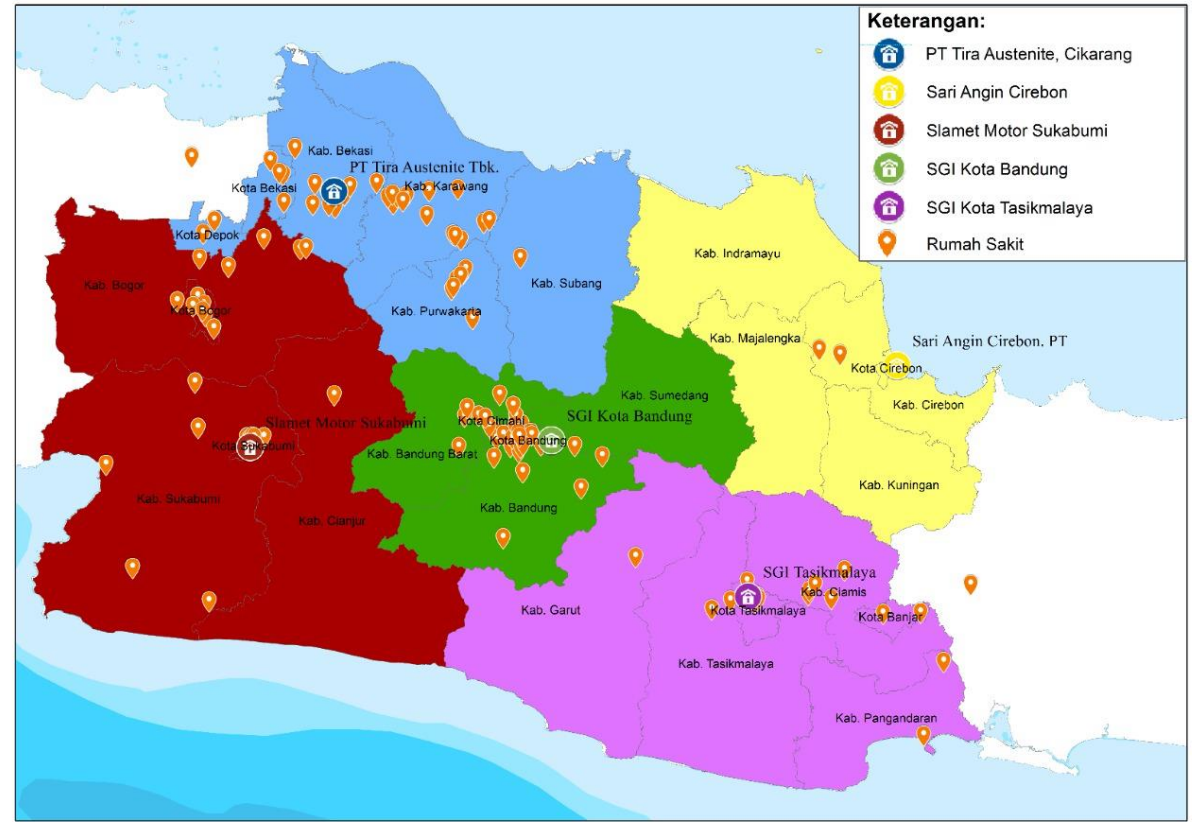 Keterangan:
PT Tira Austenite, Cikarang
Sari Angin Cirebon
Slamet Motor Sukabumi
SGI Kota Bandung
SGI Kota Tasikmalaya
Rumah Sakit
Kab. Bekasi
PT Tira Austenite Tbk.
Kota Bekasi
Kab. Karawang
Kota Depok
Kab. Indramayu
Kab. Bogor
Kab. Subang
Kota Bogor
Kab. Purwakarta
Kab. Majalengka
Sari Angin Cirebon. PT
Kota Cirebon
Kab. Sumedang
Kab. Cirebon
SGI Kota Bandung
Slamet Motor Sukabumi
Kota Cimahi
Kota Bandung
Kota Sukabumi
Kab. Bandung Barat
Kab. Kuningan
Kab. Sukabumi
Kab. Bandung
Kab. Cianjur
SGI Tasikmalaya
Kab. Ciamis
Kab. Garut
Kota Tasikmalaya
Kota Banjar
Kab. Tasikmalaya
Kab. Pangandaran